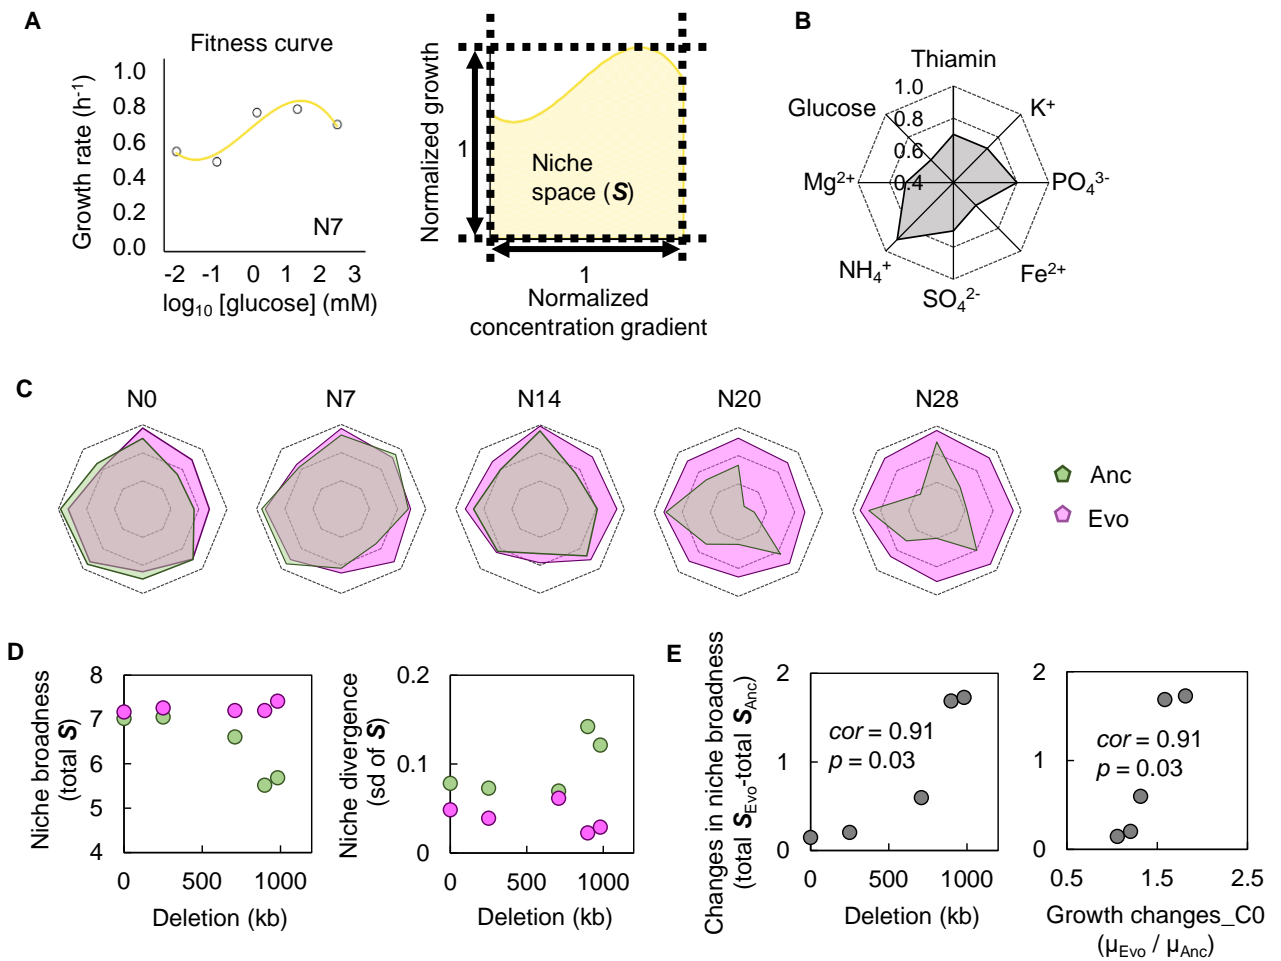 A
Fitness curve
Growth rate (h⁻¹)
1.0
0.8
0.6
0.4
0.2
0.0
N7
-2 -1 0 1 2 3
log₁₀ [glucose] (mM)
Normalized growth
1
Niche
space (S)
1
Normalized
concentration gradient
B
Thiamin
1.0
Glucose
K⁺
0.8
0.6
Mg²⁺
0.4
PO₄³⁻
NH₄⁺
Fe²⁺
SO₄²⁻
C
N0 N7 N14 N20 N28
Anc
Evo
D
Niche broadness
(total S)
8
7
6
5
4
0 500 1000
Deletion (kb)
Niche divergence
(sd of S)
0.2
0.1
0
0 500 1000
Deletion (kb)
E
Changes in niche broadness
(total S_Evo-total S_Anc)
2
1
0
cor = 0.91
p = 0.03
0 500 1000
Deletion (kb)
2
1
0
cor = 0.91
p = 0.03
0.5 1.5 2.5
Growth changes_C0
(μ_Evo / μ_Anc)